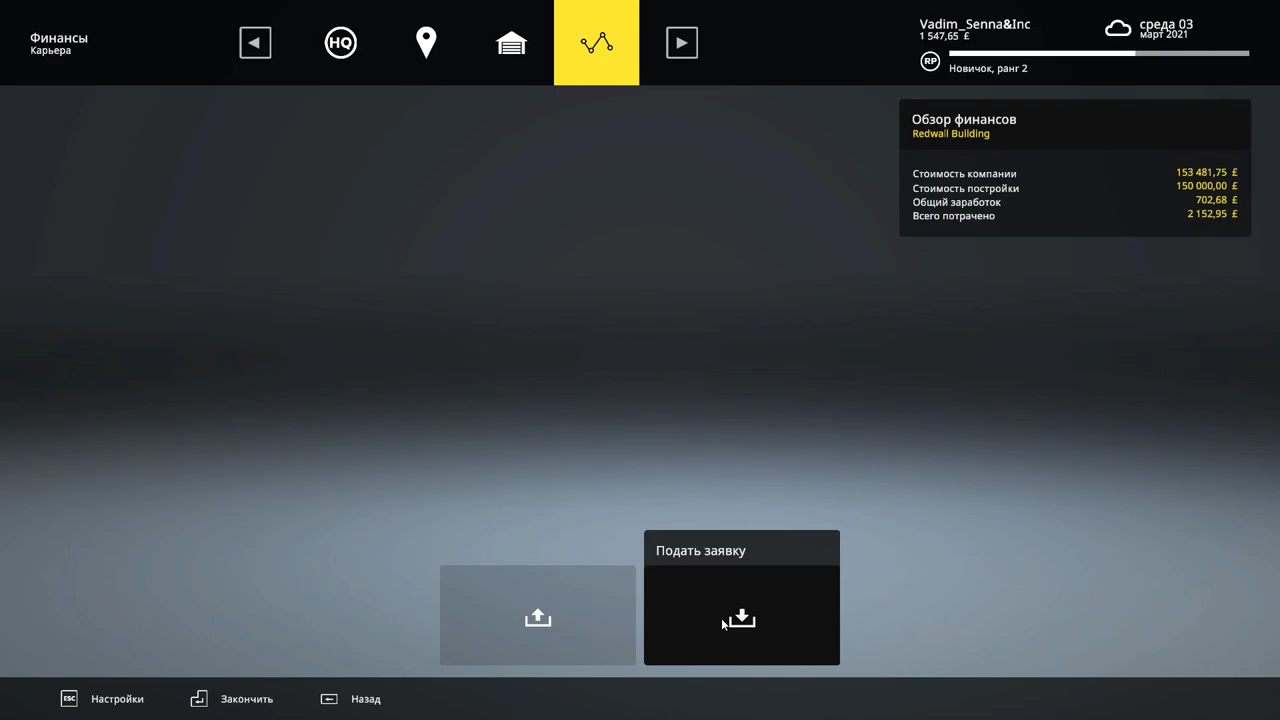 Финансы
Карьера
HQ
Vadim_Senna&Inc
1 547,65 £
среда 03
март 2021
RP
Новичок, ранг 2
Обзор финансов
Redwall Building
Стоимость компании 153 481,75 £
Стоимость постройки 150 000,00 £
Общий заработок 702,68 £
Всего потрачено 2 152,95 £
Подать заявку
ESC Настройки Закончить Назад